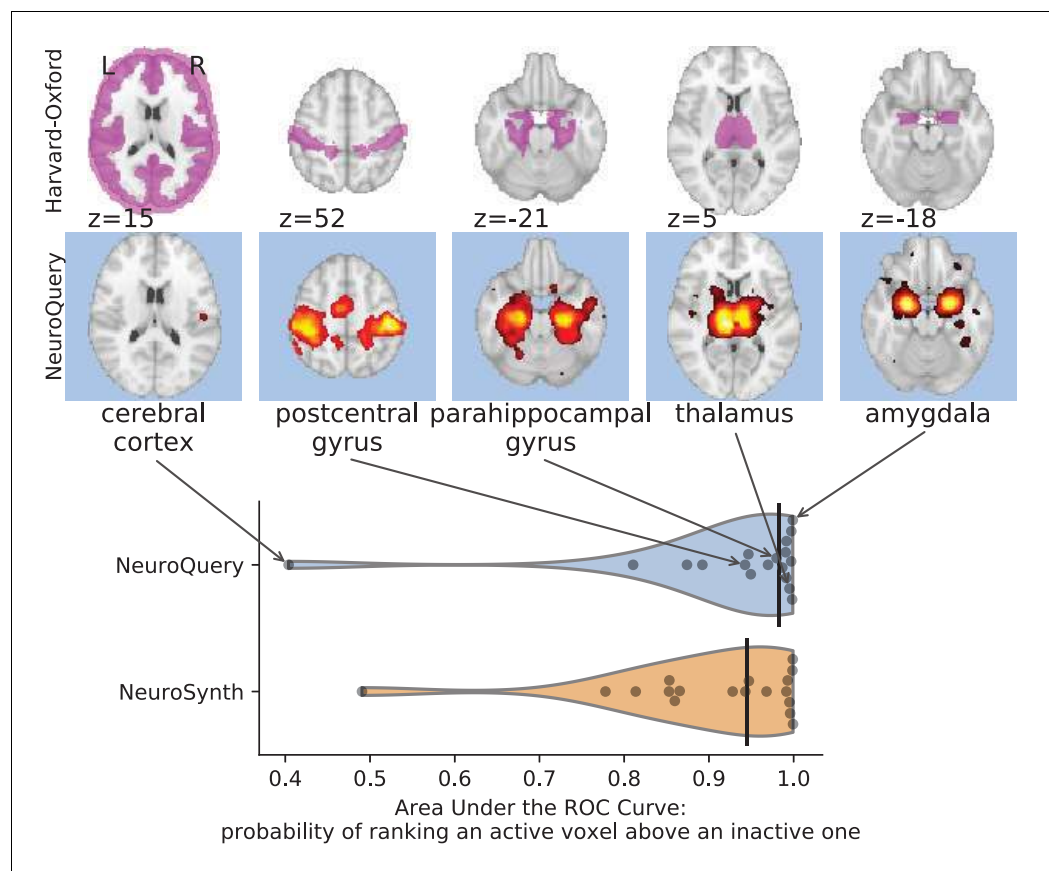 Harvard-Oxford
L R
z=15 z=52 z=-21 z=5 z=-18
NeuroQuery
cerebral postcentral parahippocampal thalamus amygdala
cortex gyrus gyrus
NeuroQuery
NeuroSynth
0.4 0.5 0.6 0.7 0.8 0.9 1.0
Area Under the ROC Curve:
probability of ranking an active voxel above an inactive one